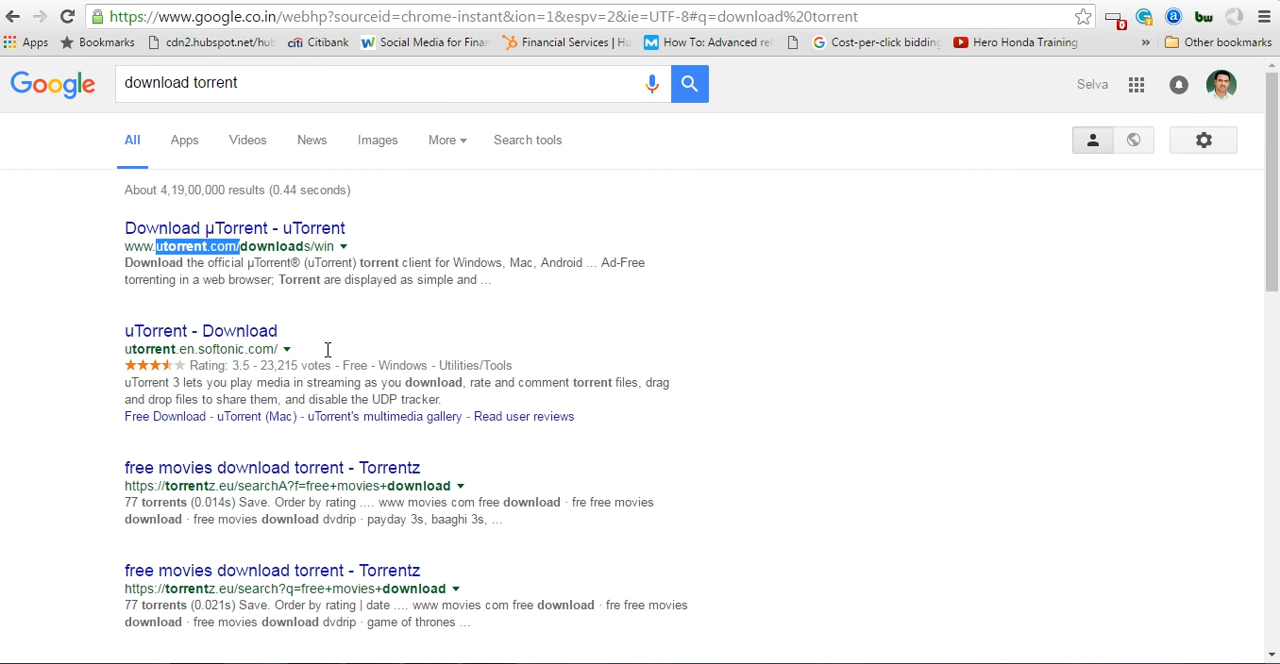 https://www.google.co.in/webhp?sourceid=chrome-instant&ion=1&espv=2&ie=UTF-8#q=download%20torrent
0
a
bw
Apps Bookmarks cdn2.hubspot.net/hub citi Citibank W Social Media for Finan Financial Services | Hu M How To: Advanced re G Cost-per-click bidding Hero Honda Training » Other bookmarks
Google download torrent Selva
All Apps Videos News Images More Search tools
About 4,19,00,000 results (0.44 seconds)
Download µTorrent - uTorrent
www.utorrent.com/downloads/win
Download the official µTorrent® (uTorrent) torrent client for Windows, Mac, Android ... Ad-Free
torrenting in a web browser; Torrent are displayed as simple and ...
uTorrent - Download
utorrent.en.softonic.com/
Rating: 3.5 - 23,215 votes - Free - Windows - Utilities/Tools
uTorrent 3 lets you play media in streaming as you download, rate and comment torrent files, drag
and drop files to share them, and disable the UDP tracker.
Free Download - uTorrent (Mac) - uTorrent's multimedia gallery - Read user reviews
free movies download torrent - Torrentz
https://torrentz.eu/searchA?f=free+movies+download
77 torrents (0.014s) Save. Order by rating .... www movies com free download · fre free movies
download · free movies download dvdrip · payday 3s, baaghi 3s, ...
free movies download torrent - Torrentz
https://torrentz.eu/search?q=free+movies+download
77 torrents (0.021s) Save. Order by rating | date .... www movies com free download · fre free movies
download · free movies download dvdrip · game of thrones ...